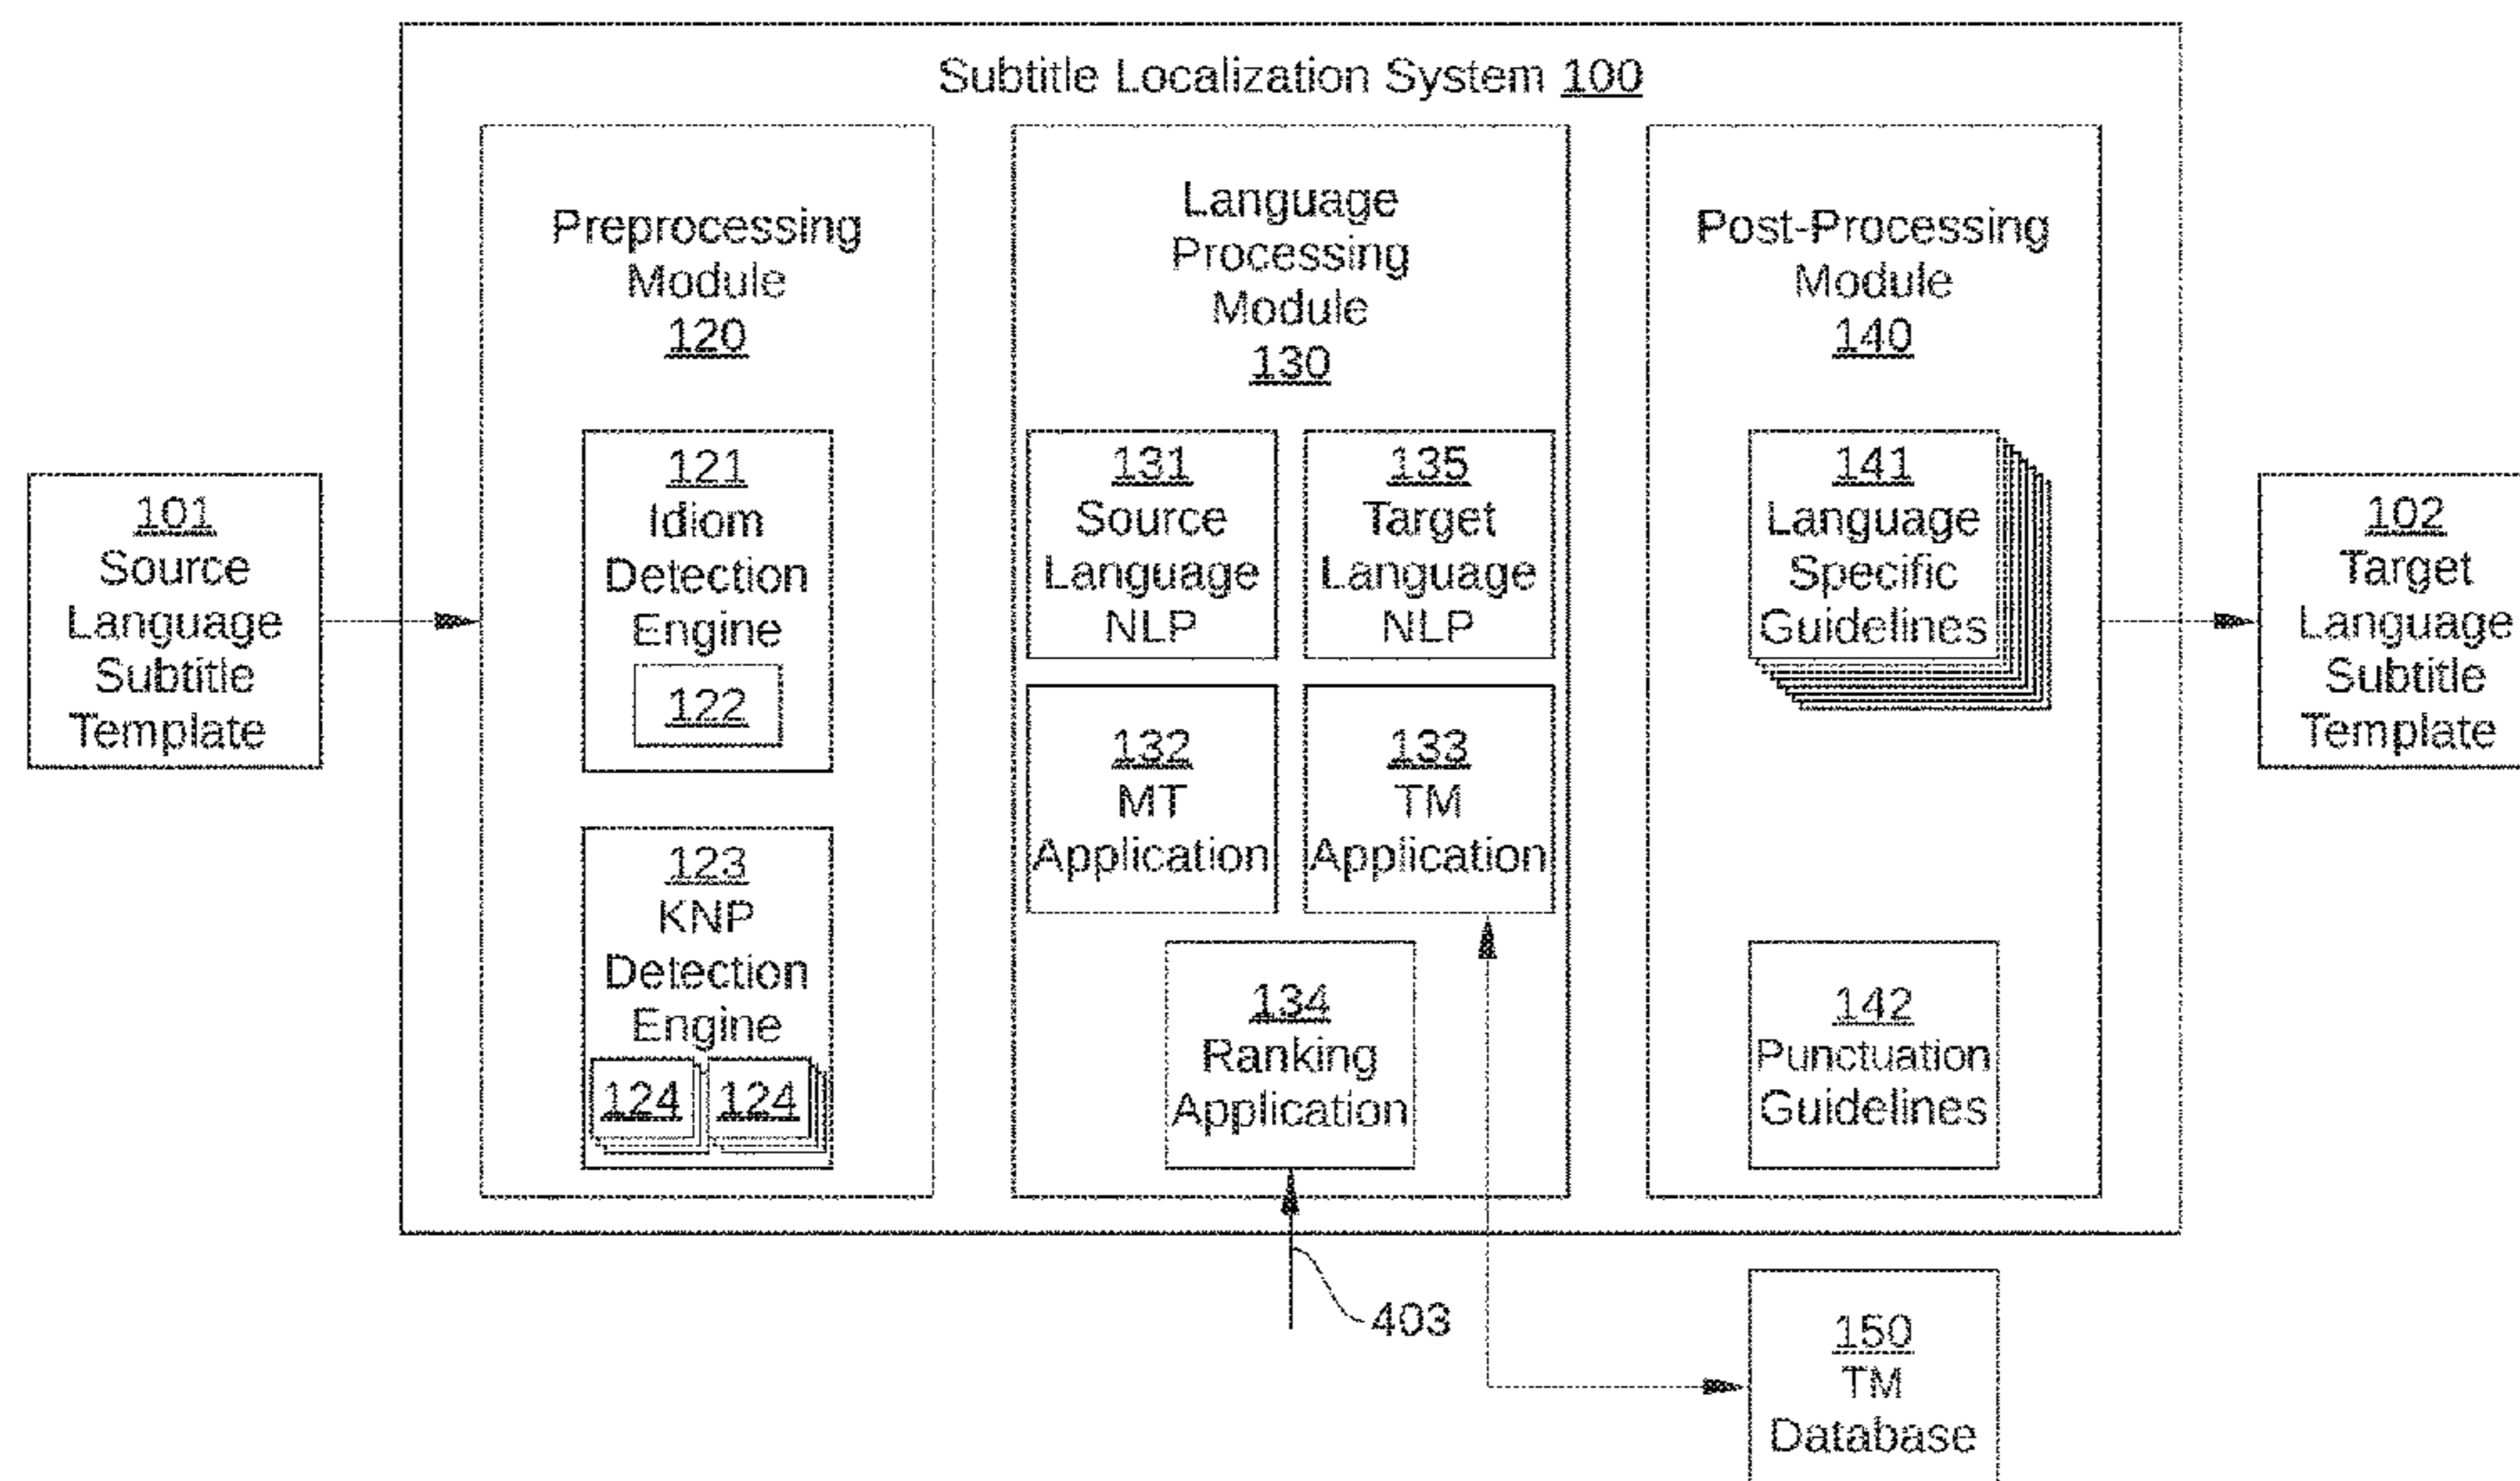 Subtitle Localization System 100
101
Source
Language
Subtitle
Template
Preprocessing
Module
120
121
Idiom
Detection
Engine
122
123
KNP
Detection
Engine
124 124
Language
Processing
Module
130
131
Source
Language
NLP
135
Target
Language
NLP
132
MT
Application
133
TM
Application
134
Ranking
Application
403
Post-Processing
Module
140
141
Language
Specific
Guidelines
142
Punctuation
Guidelines
102
Target
Language
Subtitle
Template
150
TM
Database